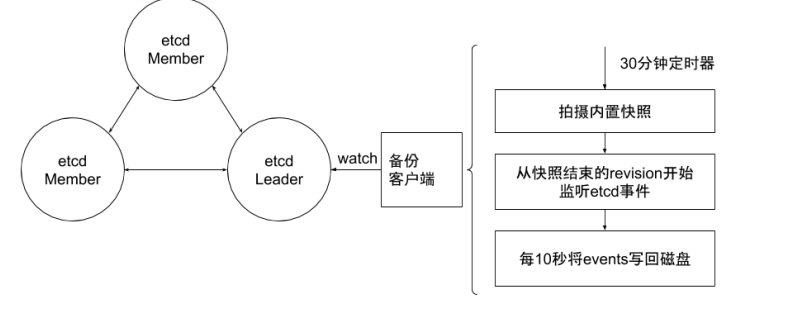 etcd
Member
etcd
Member
etcd
Leader
watch
备份
客户端
30分钟定时器
拍摄内置快照
从快照结束的revision开始
监听etcd事件
每10秒将events写回磁盘